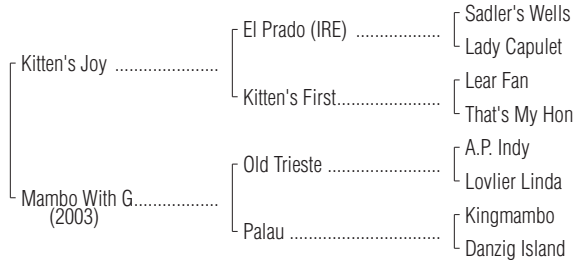 Sadler's Wells
El Prado (IRE) ..................
Lady Capulet
Kitten's Joy ......................
Lear Fan
Kitten's First......................
That's My Hon
A.P. Indy
Old Trieste ........................
Lovlier Linda
Mambo With G..................
(2003)
Kingmambo
Palau ................................
Danzig Island